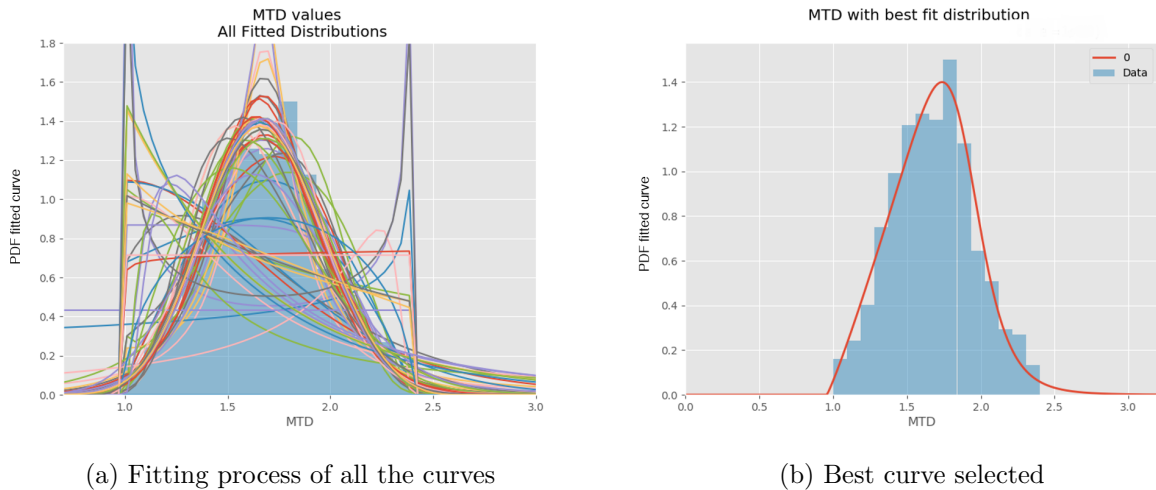 MTD values
All Fitted Distributions
1.8
1.6
1.4
1.2
1.0
0.8
0.6
0.4
0.2
0.0
PDF fitted curve
1.0 1.5 2.0 2.5 3.0
MTD
(a) Fitting process of all the curves
MTD with best fit distribution
0
Data
1.4
1.2
1.0
0.8
0.6
0.4
0.2
0.0
PDF fitted curve
0.0 0.5 1.0 1.5 2.0 2.5 3.0
MTD
(b) Best curve selected